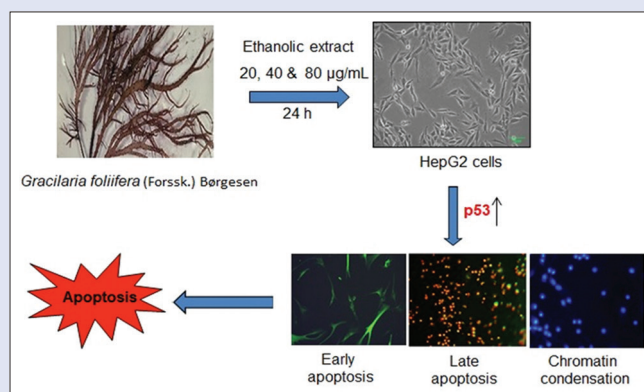 Ethanolic extract
20, 40 & 80 µg/mL
24 h
Gracilaria foliifera (Forssk.) Børgesen
HepG2 cells
p53
Apoptosis
Early
apoptosis
Late
apoptosis
Chromatin
condensation